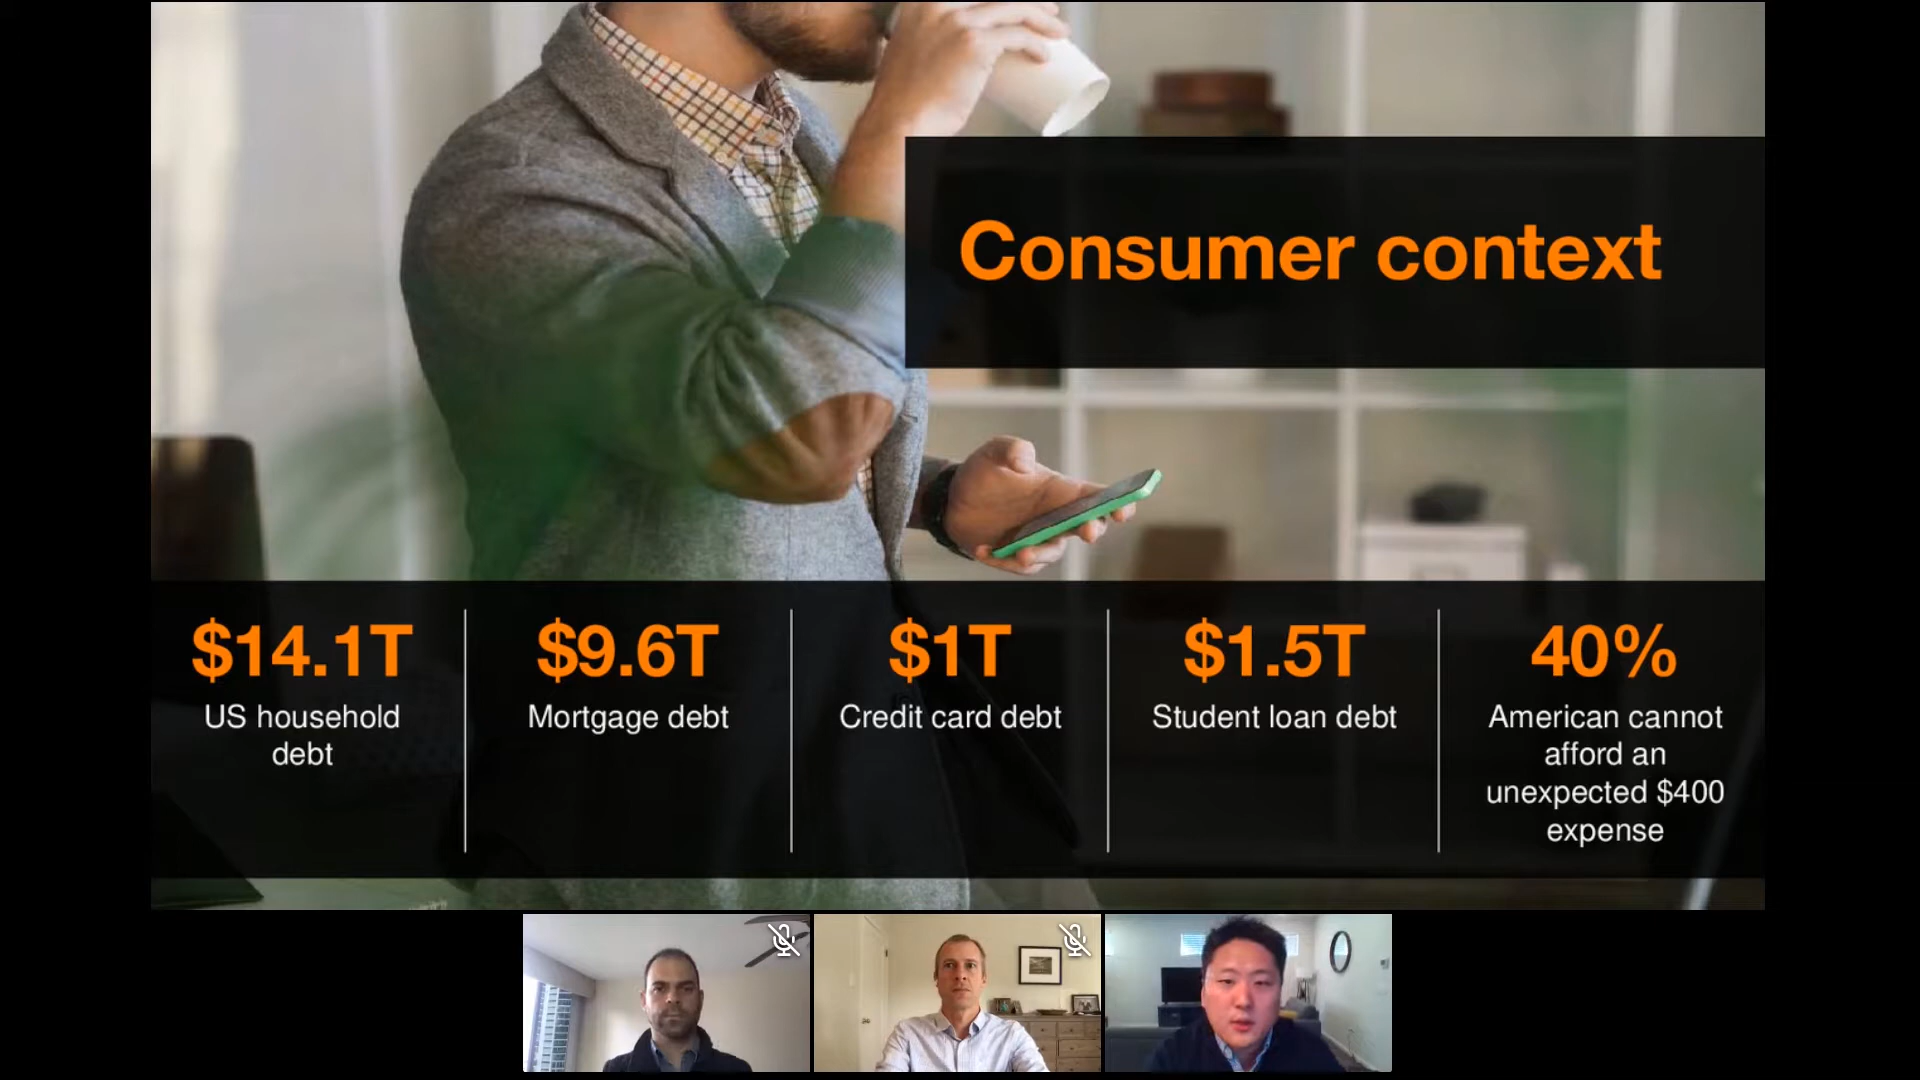 Consumer context
$14.1T
US household
debt
$9.6T
Mortgage debt
$1T
Credit card debt
$1.5T
Student loan debt
40%
American cannot
afford an
unexpected $400
expense